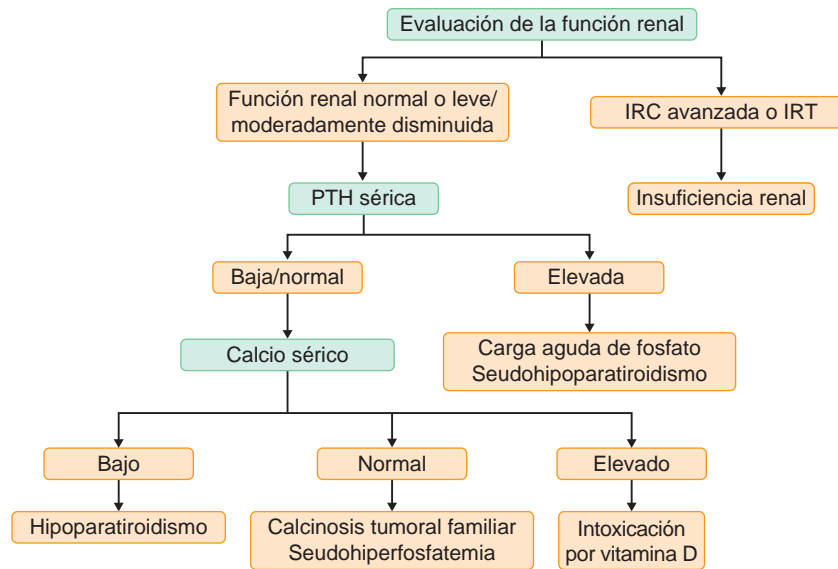 Evaluación de la función renal
Función renal normal o leve/
moderadamente disminuida
IRC avanzada o IRT
PTH sérica
Insuficiencia renal
Baja/normal
Elevada
Calcio sérico
Carga aguda de fosfato
Seudohipoparatiroidismo
Bajo
Normal
Elevado
Hipoparatiroidismo
Calcinosis tumoral familiar
Seudohiperfosfatemia
Intoxicación
por vitamina D